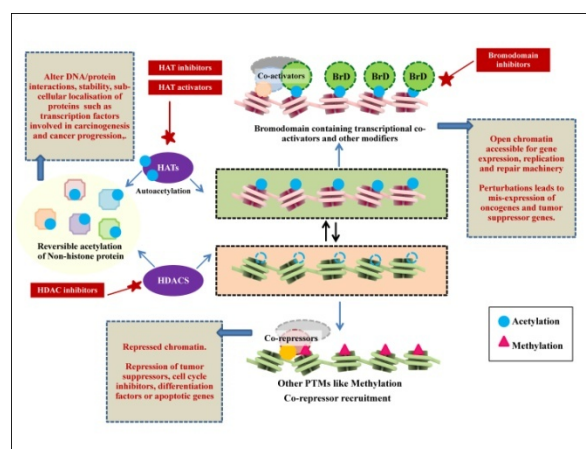 Alter DNA/protein
interactions, stability, sub-
cellular localisation of
proteins such as
transcription factors
involved in carcinogenesis
and cancer progression,.
HAT inhibitors
HAT activators
HATs
Autoacetylation
Reversible acetylation
of Non-histone protein
HDACS
HDAC inhibitors
Co-activators
BrD
BrD
BrD
BrD
Bromodomain
inhibitors
Bromodomain containing transcriptional co-
activators and other modifiers
Open chromatin
accessible for gene
expression, replication
and repair machinery
Perturbations leads to
mis-expression of
oncogenes and tumor
suppressor genes.
Repressed chromatin.
Repression of tumor
suppressors, cell cycle
inhibitors, differentiation
factors or apoptotic genes
Co-repressors
Other PTMs like Methylation
Co-repressor recruitment
Acetylation
Methylation